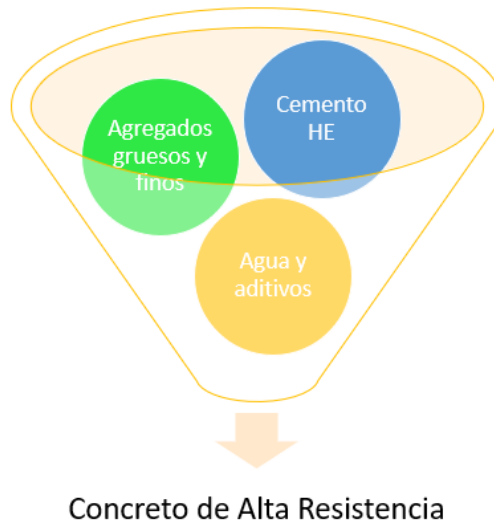 Cemento
HE
Agregados
gruesos y
finos
Agua y
aditivos
Concreto de Alta Resistencia